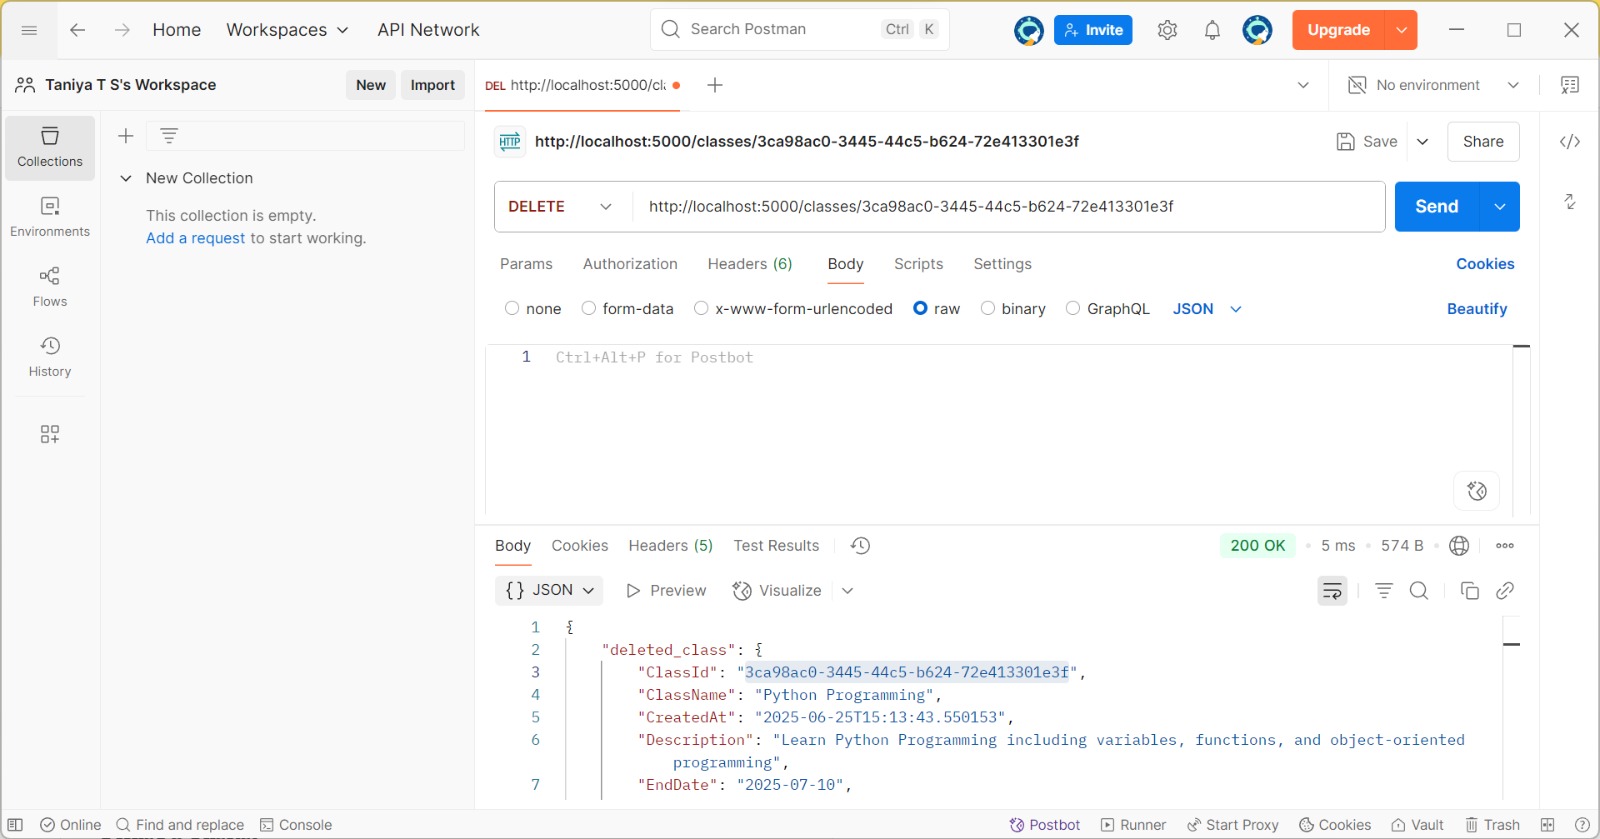 Home
Workspaces
API Network
Search Postman
Ctrl K
Invite
Upgrade
Taniya T S's Workspace
New
Import
DEL http://localhost:5000/cl
No environment
Collections
Environments
Flows
History
New Collection
This collection is empty.
Add a request to start working.
HTTP
http://localhost:5000/classes/3ca98ac0-3445-44c5-b624-72e413301e3f
Save
Share
DELETE
http://localhost:5000/classes/3ca98ac0-3445-44c5-b624-72e413301e3f
Send
Params
Authorization
Headers (6)
Body
Scripts
Settings
Cookies
none
form-data
x-www-form-urlencoded
raw
binary
GraphQL
JSON
Beautify
1 Ctrl+Alt+P for Postbot
Body
Cookies
Headers (5)
Test Results
200 OK
5 ms
574 B
{} JSON
Preview
Visualize
1 {
2 "deleted_class": {
3 "ClassId": "3ca98ac0-3445-44c5-b624-72e413301e3f",
4 "ClassName": "Python Programming",
5 "CreatedAt": "2025-06-25T15:13:43.550153",
6 "Description": "Learn Python Programming including variables, functions, and object-oriented
programming",
7 "EndDate": "2025-07-10",
Online
Find and replace
Console
Postbot
Runner
Start Proxy
Cookies
Vault
Trash